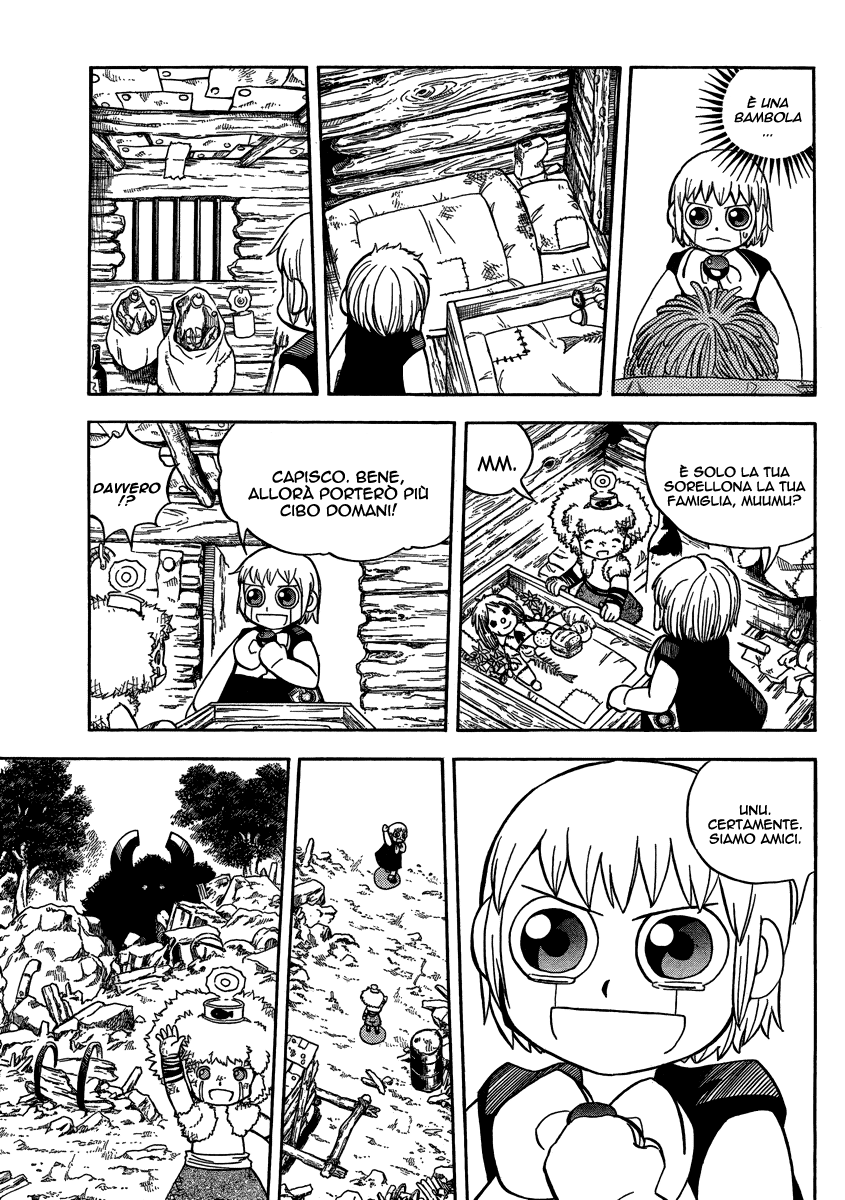 È UNA
BAMBOLA
...
È SOLO LA TUA
SORELLONA LA TUA
FAMIGLIA, MUUMU?
MM.
CAPISCO. BENE,
ALLORÀ PORTERÒ PIÙ
CIBO DOMANI!
DAVVERO
!?
UNU.
CERTAMENTE.
SIAMO AMICI.